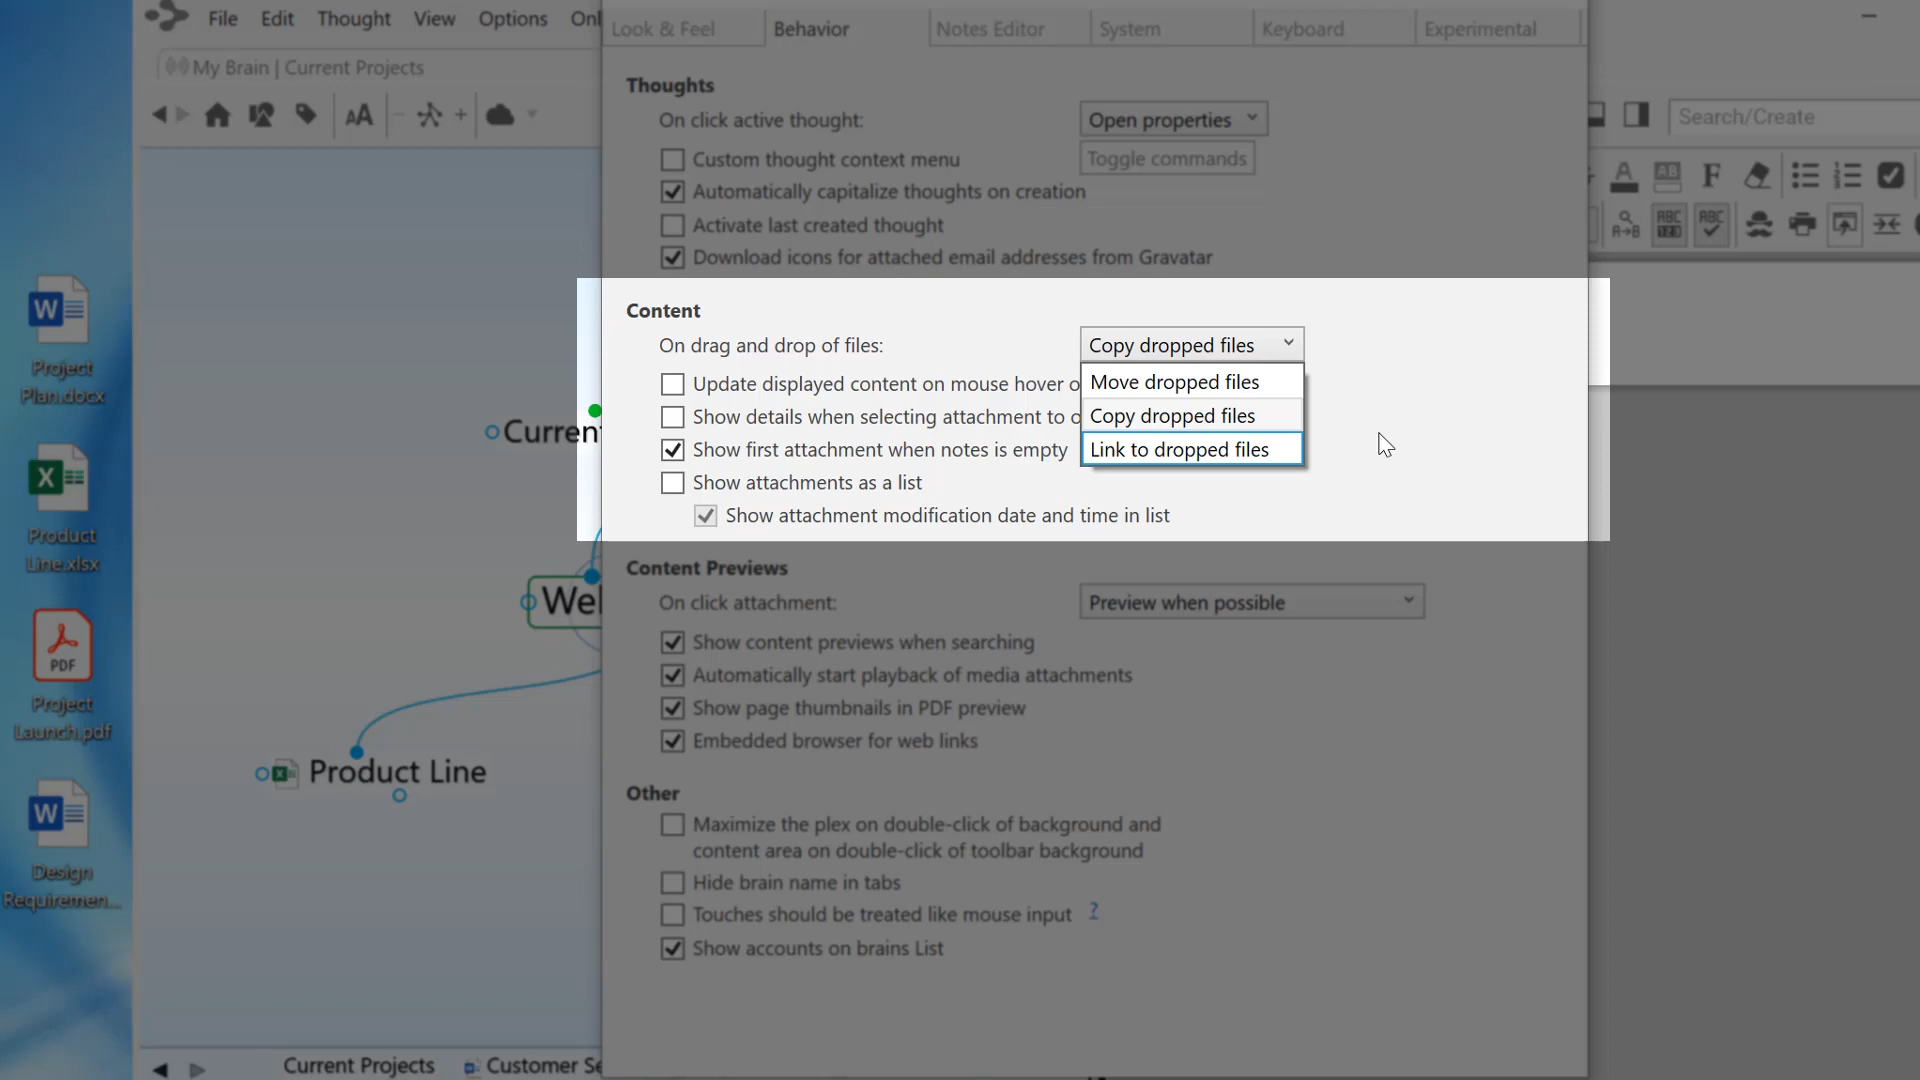 File Edit Thought View Options
My Brain | Current Projects
Look & Feel Behavior Notes Editor System Keyboard Experimental
Thoughts
On click active thought: Open properties
Custom thought context menu Toggle commands
Automatically capitalize thoughts on creation
Activate last created thought
Download icons for attached email addresses from Gravatar
Content
On drag and drop of files: Copy dropped files
Update displayed content on mouse hover o Move dropped files
Show details when selecting attachment to o Copy dropped files
Show first attachment when notes is empty Link to dropped files
Show attachments as a list
Show attachment modification date and time in list
Content Previews
On click attachment: Preview when possible
Show content previews when searching
Automatically start playback of media attachments
Show page thumbnails in PDF preview
Embedded browser for web links
Other
Maximize the plex on double-click of background and
content area on double-click of toolbar background
Hide brain name in tabs
Touches should be treated like mouse input ?
Show accounts on brains List
Search/Create
Project
Plan.docx
Product
Line.xlsx
PDF
Project
Launch.pdf
Design
Requiremen...
Curren
Wel
Product Line
Current Projects Customer Se